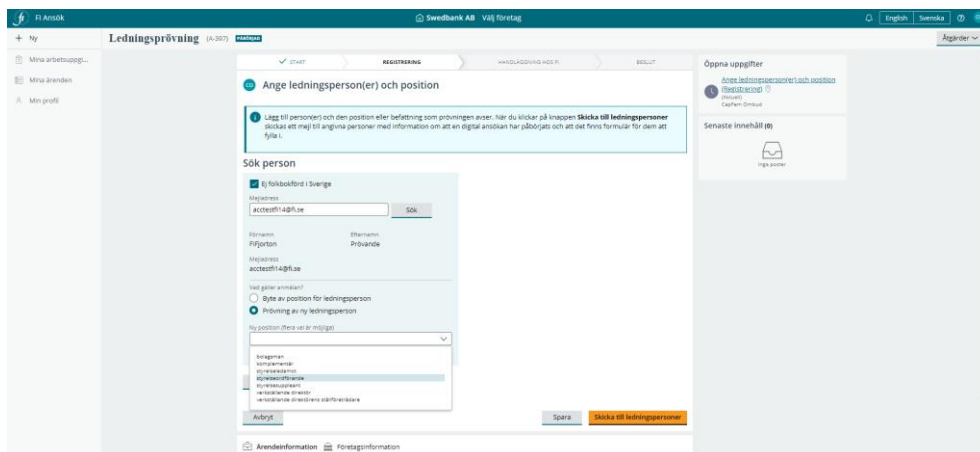 FI Ansök
Swedbank AB Välj företag
English Svenska
Ny
Ledningsprövning (A-397) PÅBÖRJAD
Åtgärder
Mina arbetsuppgi...
Mina ärenden
Min profil
START REGISTRERING HANDLÄGGNING HOS FI BESLUT
Ange ledningsperson(er) och position
Lägg till person(er) och den position eller befattning som prövningen avser. När du klickar på knappen Skicka till ledningspersoner
skickas ett mejl till angivna personer med information om att en digital ansökan har påbörjats och att det finns formulär för dem att
fylla i.
Sök person
Ej folkbokförd i Sverige
Mejladress
acctestfi14@fi.se Sök
Förnamn Efternamn
FiFjorton Prövande
Mejladress
acctestfi14@fi.se
Vad gäller anmälan?
Byte av position för ledningsperson
Prövning av ny ledningsperson
Ny position (flera val är möjliga)
bolagsman
komplementär
styrelseledamot
styrelseordförande
styrelsesuppleant
verkställande direktör
verkställande direktörens ställföreträdare
Avbryt Spara Skicka till ledningspersoner
Ärendeinformation Företagsinformation
Öppna uppgifter
Ange ledningsperson(er) och position
(Registrering)
(Aktuell)
CapFem Ombud
Senaste innehåll (0)
Inga poster